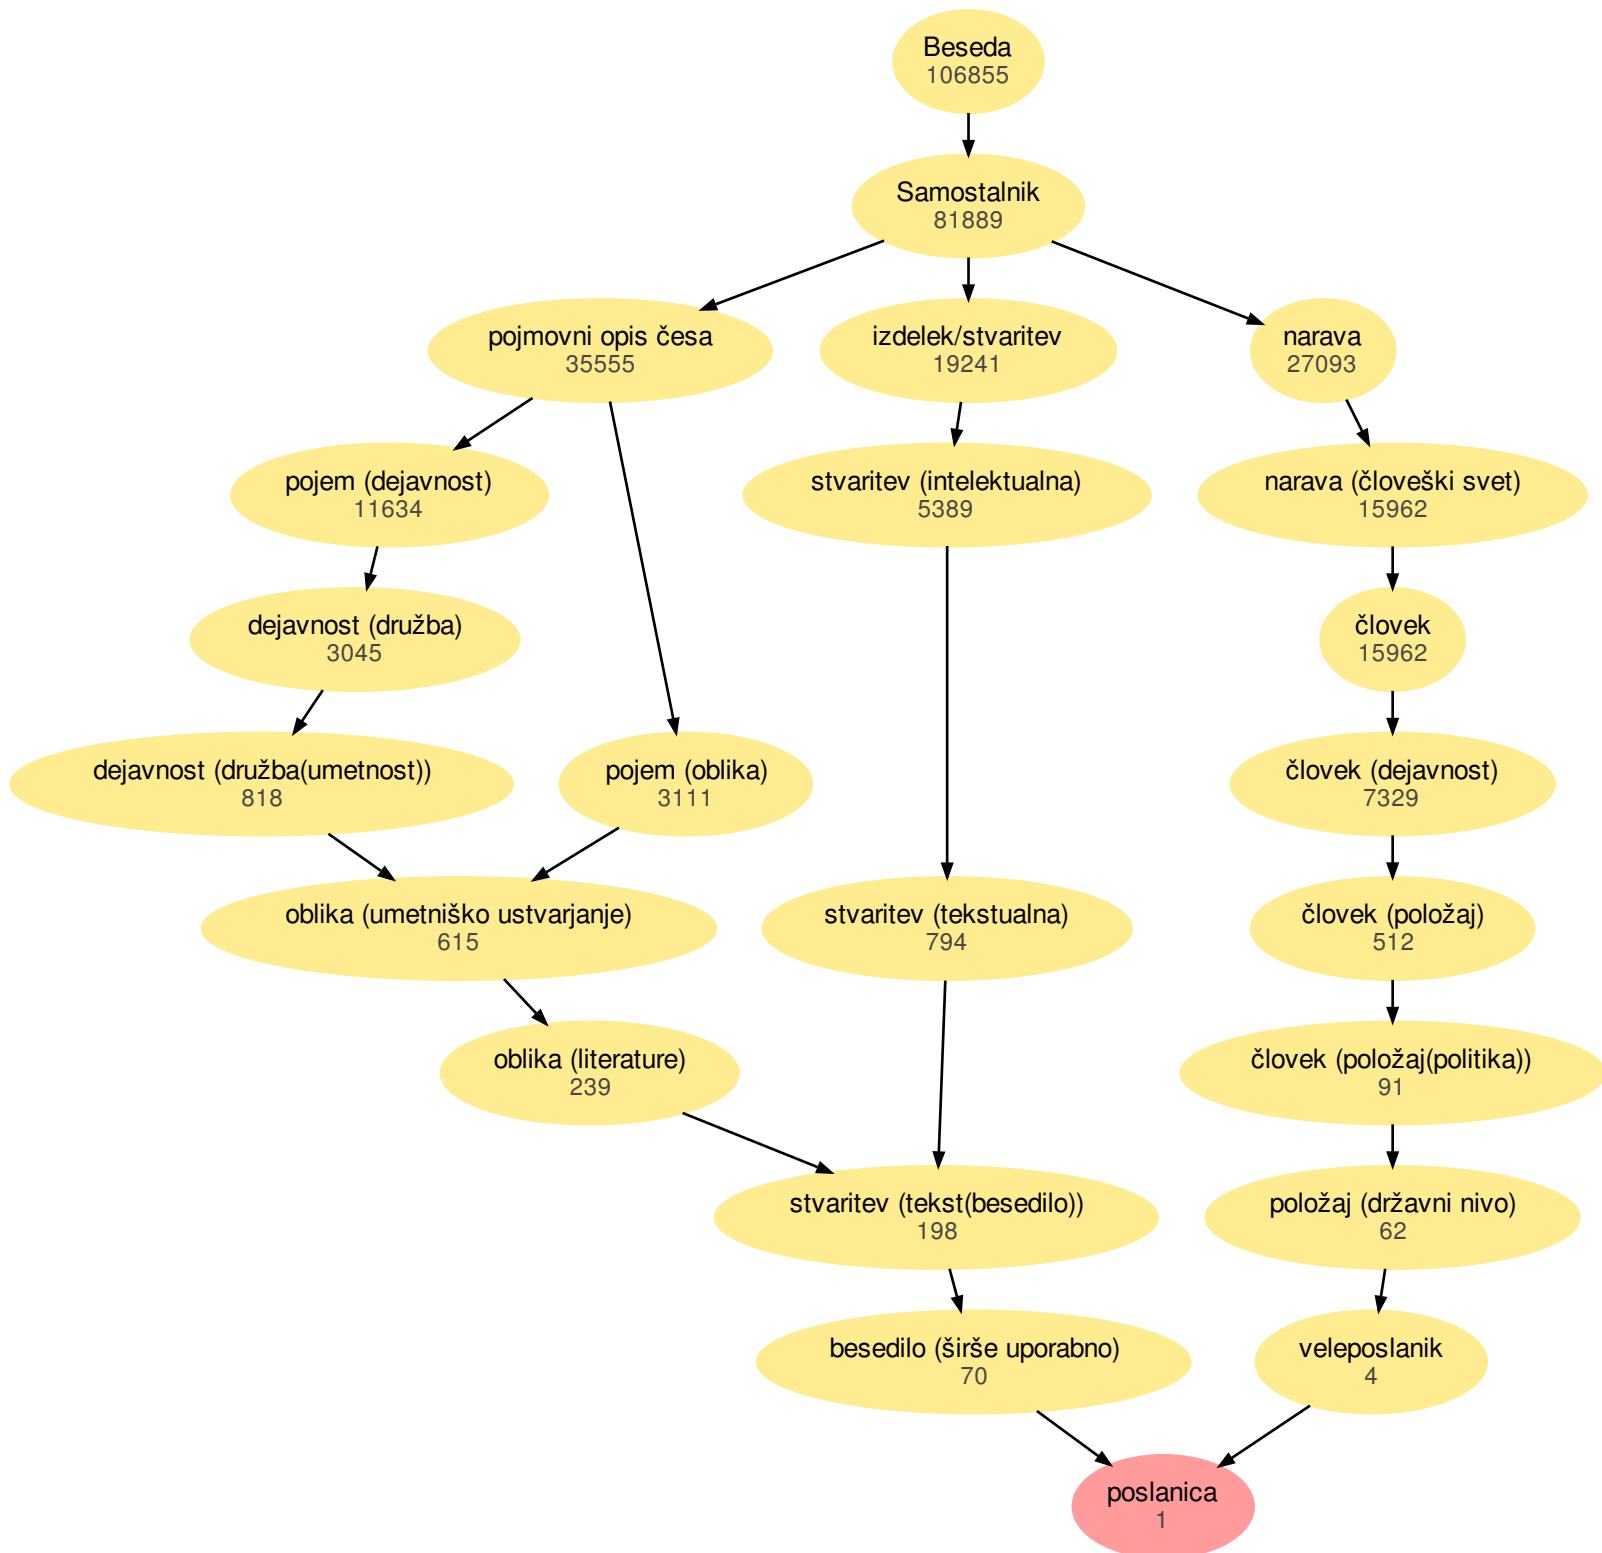 Beseda
106855
Samostalnik
81889
pojmovni opis česa
35555
izdelek/stvaritev
19241
narava
27093
pojem (dejavnost)
11634
stvaritev (intelektualna)
5389
narava (človeški svet)
15962
dejavnost (družba)
3045
človek
15962
dejavnost (družba(umetnost))
818
pojem (oblika)
3111
človek (dejavnost)
7329
oblika (umetniško ustvarjanje)
615
stvaritev (tekstualna)
794
človek (položaj)
512
oblika (literature)
239
človek (položaj(politika))
91
stvaritev (tekst(besedilo))
198
položaj (državni nivo)
62
besedilo (širše uporabno)
70
veleposlanik
4
poslanica
1